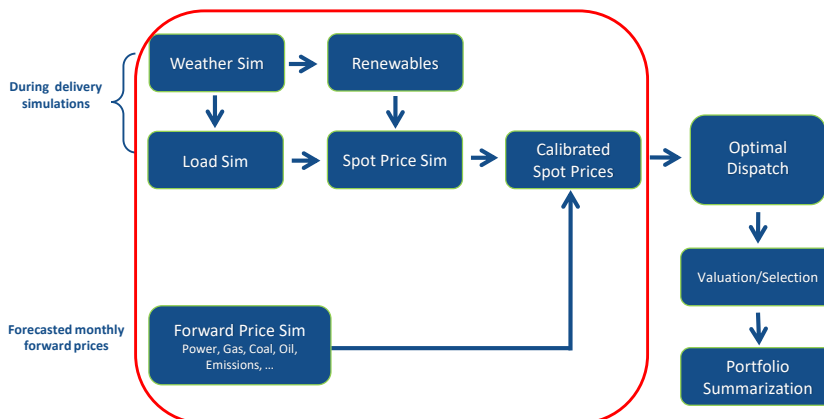 During delivery
simulations
Weather Sim
Renewables
Load Sim
Spot Price Sim
Calibrated
Spot Prices
Optimal
Dispatch
Valuation/Selection
Forecasted monthly
forward prices
Forward Price Sim
Power, Gas, Coal, Oil,
Emissions, ...
Portfolio
Summarization